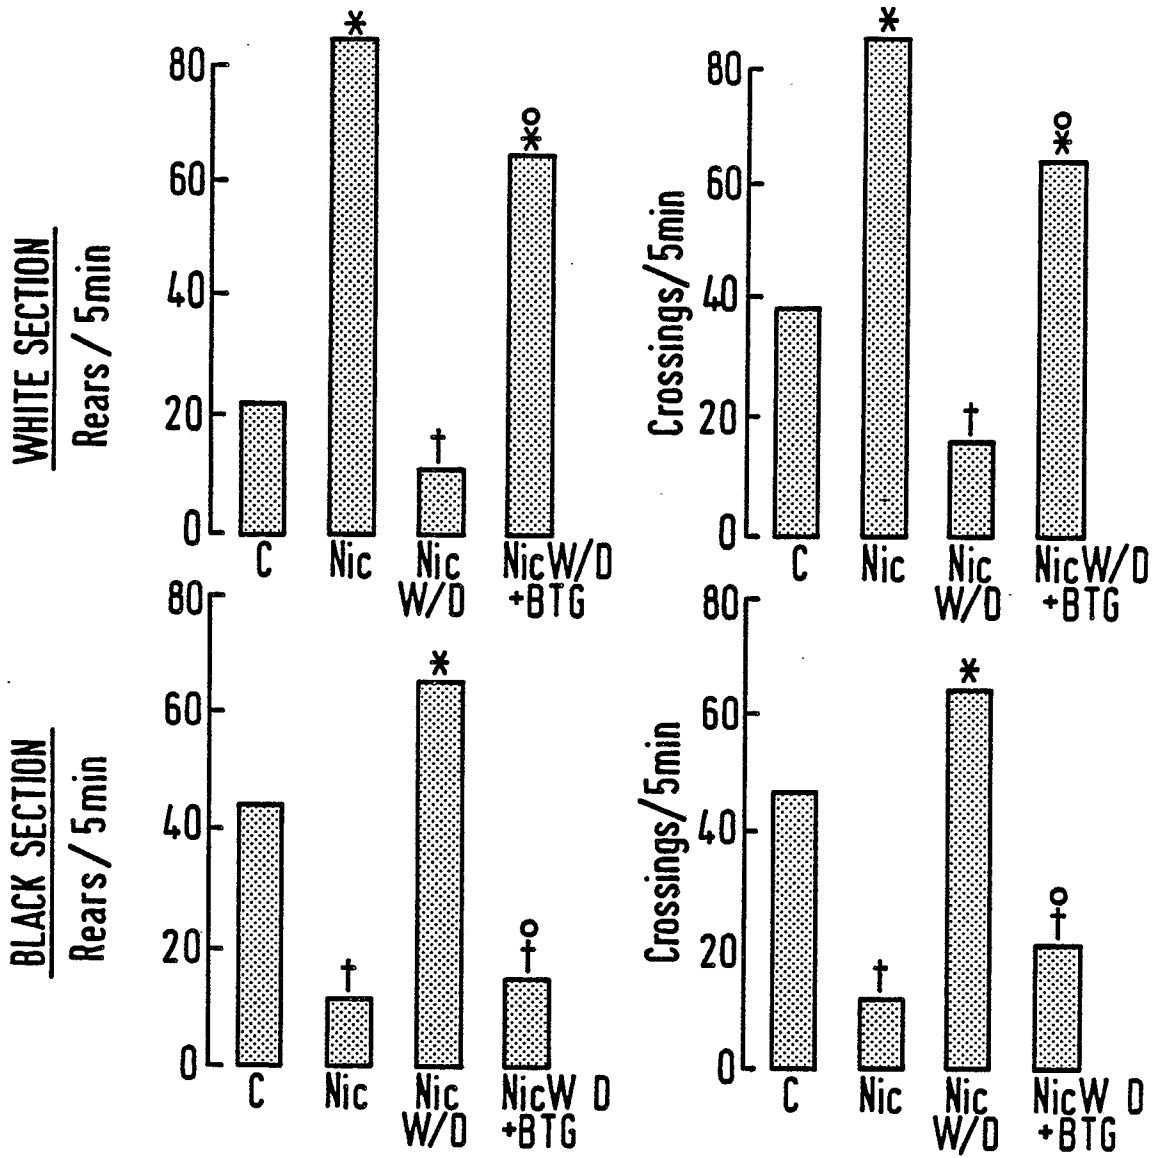 WHITE SECTION
Rears / 5min
80
60
40
20
0
*
†
○
*
C
Nic
Nic
W/D
NicW/D
+BTG
Crossings/5min
80
60
40
20
0
*
†
○
*
C
Nic
Nic
W/D
NicW/D
+BTG
BLACK SECTION
Rears / 5min
80
60
40
20
0
†
*
○
†
C
Nic
Nic
W/D
NicW D
+BTG
Crossings/5min
80
60
40
20
0
†
*
○
†
C
Nic
Nic
W/D
NicW D
+BTG